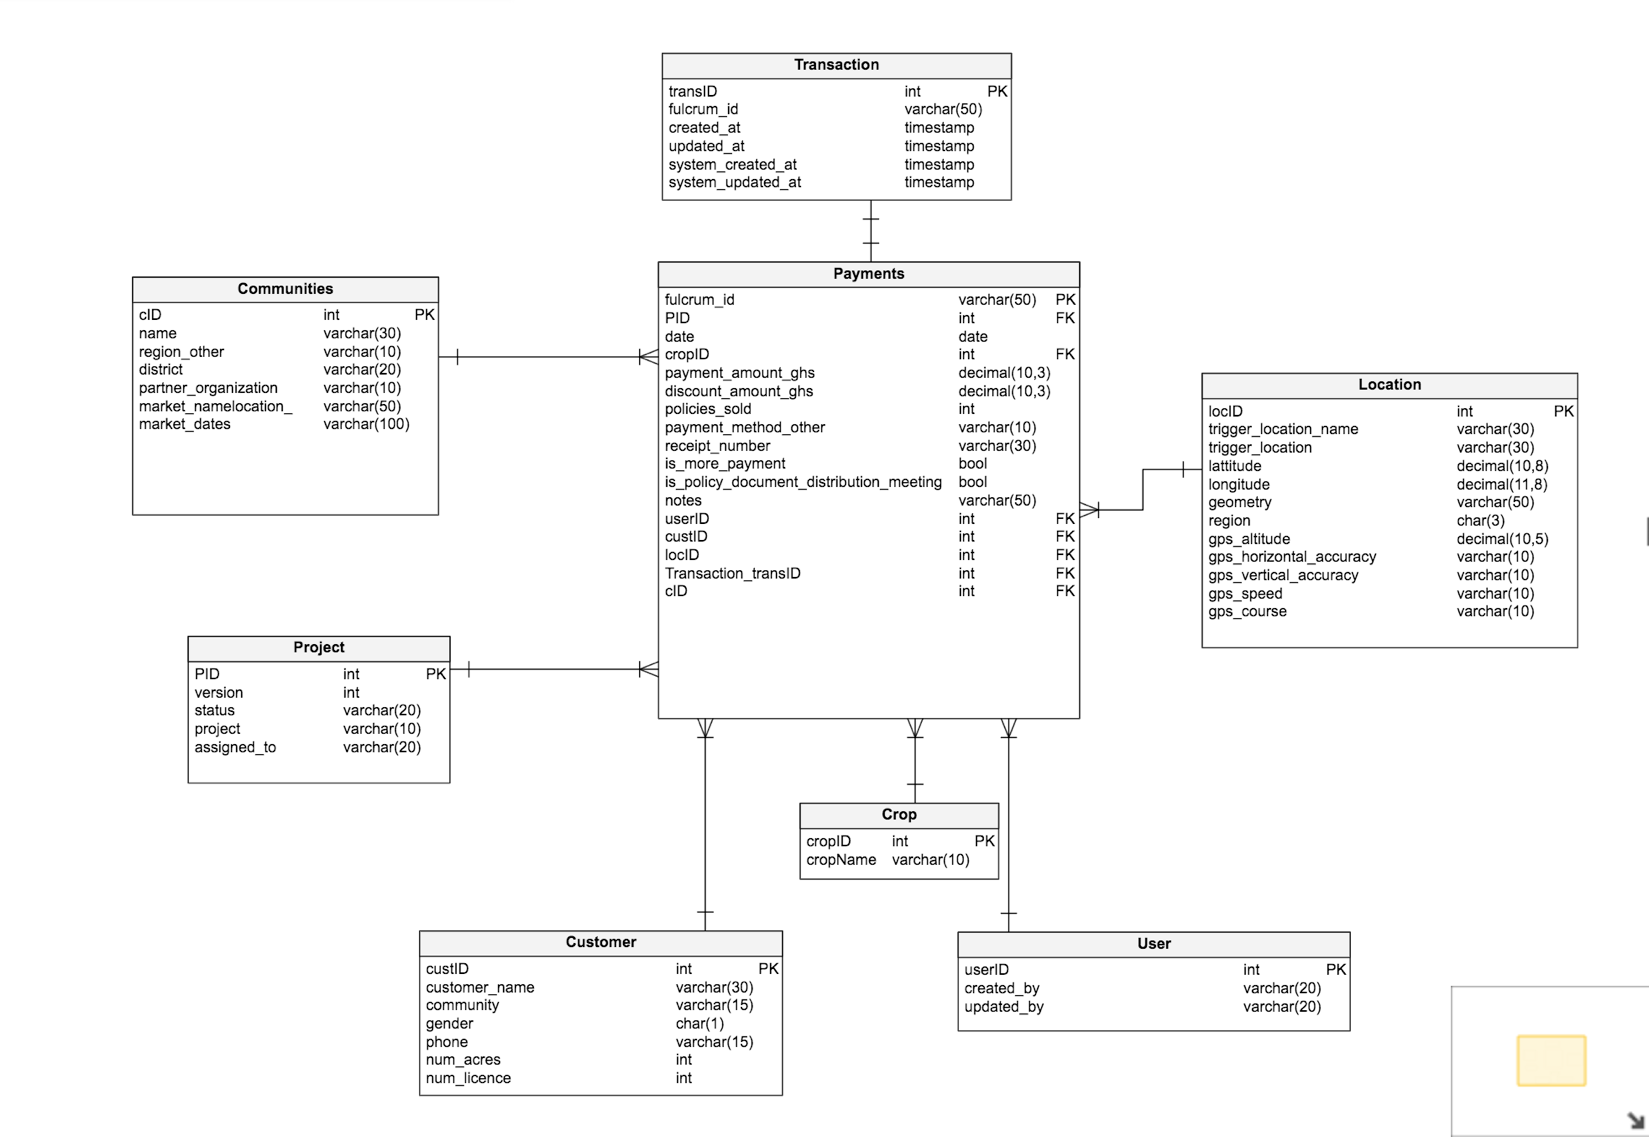 Transaction
transID int PK
fulcrum_id varchar(50)
created_at timestamp
updated_at timestamp
system_created_at timestamp
system_updated_at timestamp
Communities
cID int PK
name varchar(30)
region_other varchar(10)
district varchar(20)
partner_organization varchar(10)
market_namelocation_ varchar(50)
market_dates varchar(100)
Payments
fulcrum_id varchar(50) PK
PID int FK
date date
cropID int FK
payment_amount_ghs decimal(10,3)
discount_amount_ghs decimal(10,3)
policies_sold int
payment_method_other varchar(10)
receipt_number varchar(30)
is_more_payment bool
is_policy_document_distribution_meeting bool
notes varchar(50)
userID int FK
custID int FK
locID int FK
Transaction_transID int FK
cID int FK
Location
locID int PK
trigger_location_name varchar(30)
trigger_location varchar(30)
lattitude decimal(10,8)
longitude decimal(11,8)
geometry varchar(50)
region char(3)
gps_altitude decimal(10,5)
gps_horizontal_accuracy varchar(10)
gps_vertical_accuracy varchar(10)
gps_speed varchar(10)
gps_course varchar(10)
Project
PID int PK
version int
status varchar(20)
project varchar(10)
assigned_to varchar(20)
Crop
cropID int PK
cropName varchar(10)
Customer
custID int PK
customer_name varchar(30)
community varchar(15)
gender char(1)
phone varchar(15)
num_acres int
num_licence int
User
userID int PK
created_by varchar(20)
updated_by varchar(20)